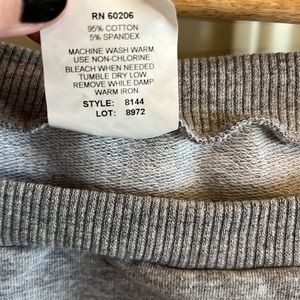 RN 60206
95% COTTON
5% SPANDEX
MACHINE WASH WARM.
USE NON-CHLORINE
BLEACH WHEN NEEDED
TUMBLE DRY LOW.
REMOVE WHILE DAMP.
WARM IRON.
STYLE: 8144
LOT: 8972